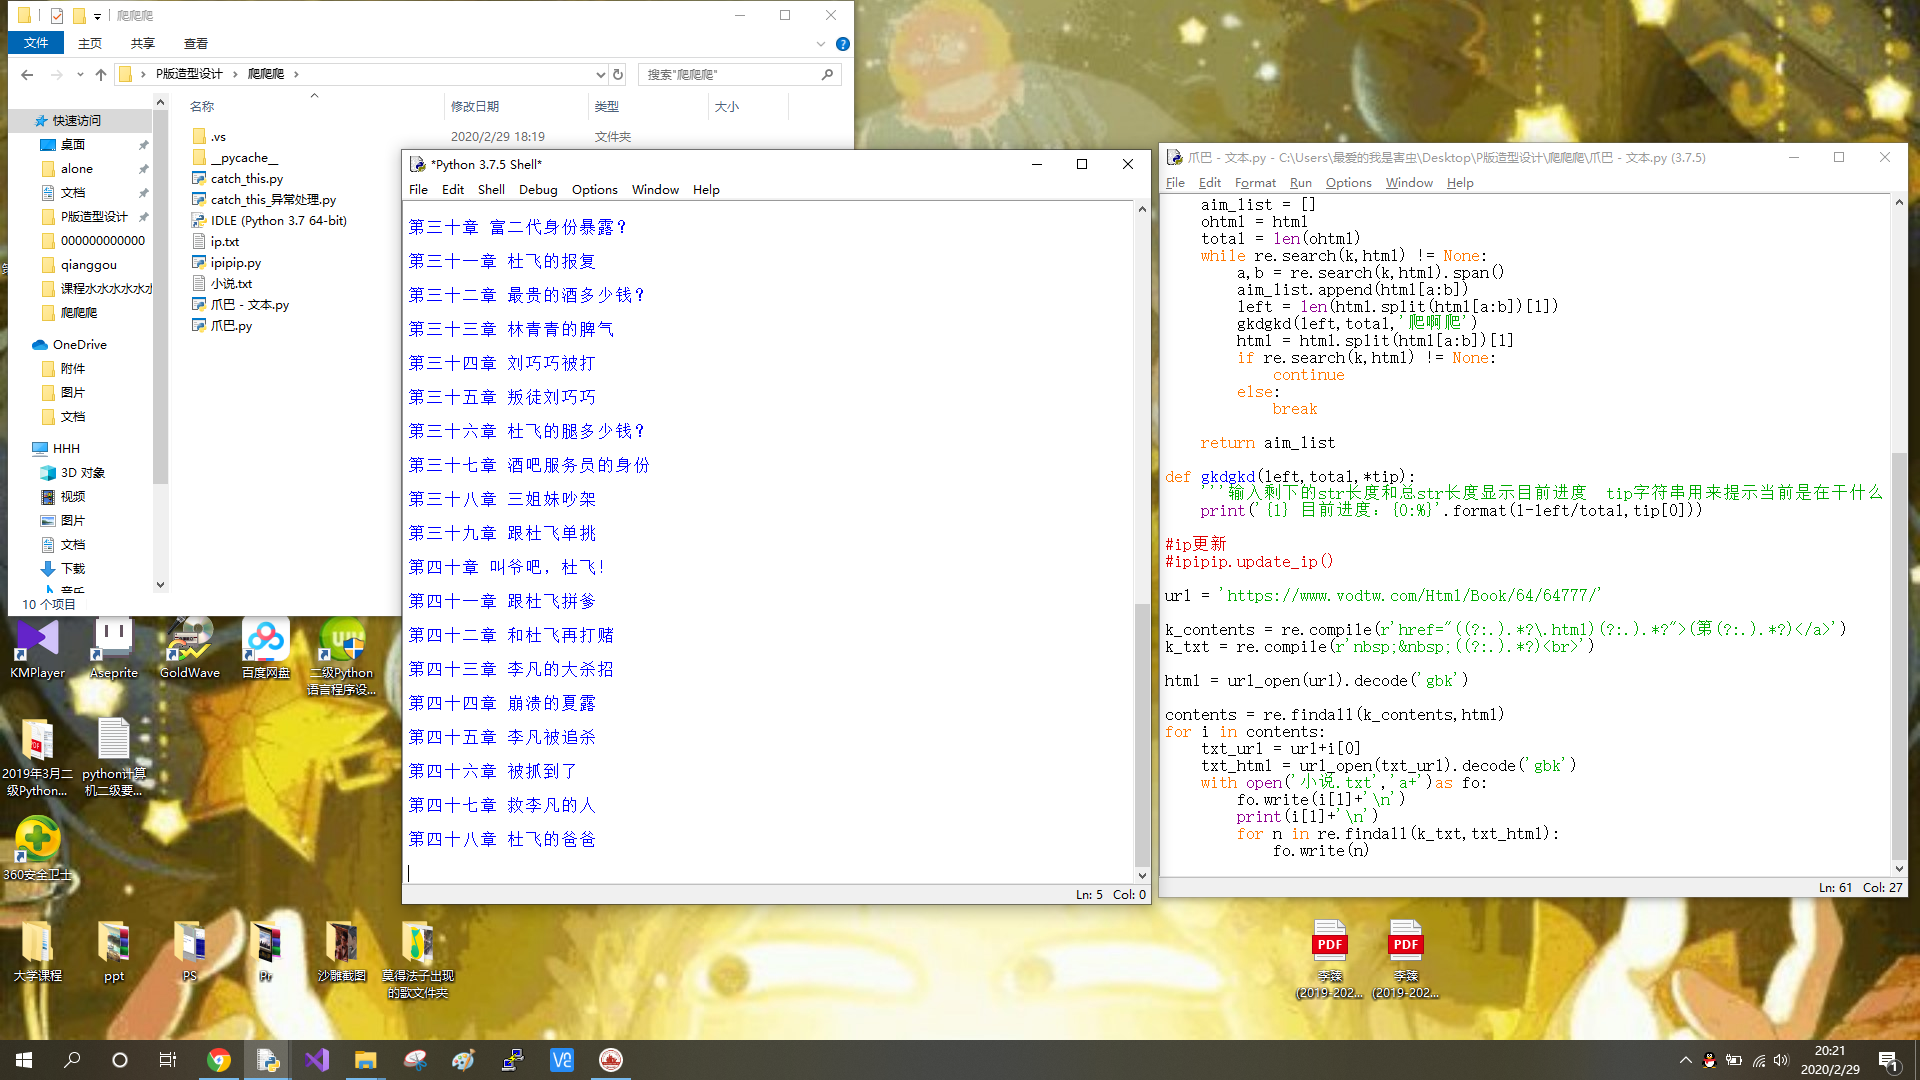 爬爬爬
文件
主页
共享
查看
P版造型设计
爬爬爬
搜索"爬爬爬"
名称
修改日期
类型
大小
快速访问
桌面
alone
文档
P版造型设计
000000000000
qianggou
课程水水水水水水
爬爬爬
OneDrive
附件
图片
文档
HHH
3D 对象
视频
图片
文档
下载
音乐
10 个项目
.vs
2020/2/29 18:19
文件夹
__pycache__
catch_this.py
catch_this_异常处理.py
IDLE (Python 3.7 64-bit)
ip.txt
ipipip.py
小说.txt
爪巴 - 文本.py
爪巴.py
*Python 3.7.5 Shell*
File Edit Shell Debug Options Window Help
第三十章 富二代身份暴露？
第三十一章 杜飞的报复
第三十二章 最贵的酒多少钱？
第三十三章 林青青的脾气
第三十四章 刘巧巧被打
第三十五章 叛徒刘巧巧
第三十六章 杜飞的腿多少钱？
第三十七章 酒吧服务员的身份
第三十八章 三姐妹吵架
第三十九章 跟杜飞单挑
第四十章 叫爷吧，杜飞！
第四十一章 跟杜飞拼爹
第四十二章 和杜飞再打赌
第四十三章 李凡的大杀招
第四十四章 崩溃的夏露
第四十五章 李凡被追杀
第四十六章 被抓到了
第四十七章 救李凡的人
第四十八章 杜飞的爸爸
Ln: 5 Col: 0
爪巴 - 文本.py - C:\Users\最爱的我是害虫\Desktop\P版造型设计\爬爬爬\爪巴 - 文本.py (3.7.5)
File Edit Format Run Options Window Help
aim_list = []
ohtml = html
total = len(ohtml)
while re.search(k,html) != None:
a,b = re.search(k,html).span()
aim_list.append(html[a:b])
left = len(html.split(html[a:b])[1])
gkdgkd(left,total,'爬啊爬')
html = html.split(html[a:b])[1]
if re.search(k,html) != None:
continue
else:
break
return aim_list
def gkdgkd(left,total,*tip):
'''输入剩下的str长度和总str长度显示目前进度 tip字符串用来提示当前是在干什么
print('{1} 目前进度: {0:%}'.format(1-left/total,tip[0]))
#ip更新
#ipipip.update_ip()
url = 'https://www.vodtw.com/Html/Book/64/64777/'
k_contents = re.compile(r'href="((?:.).*?\.html)(?:.).*?">(第(?:.).*?)</a>')
k_txt = re.compile(r'nbsp;&nbsp;((?:.).*?)<br>')
html = url_open(url).decode('gbk')
contents = re.findall(k_contents,html)
for i in contents:
txt_url = url+i[0]
txt_html = url_open(txt_url).decode('gbk')
with open('小说.txt','a+')as fo:
fo.write(i[1]+'\n')
print(i[1]+'\n')
for n in re.findall(k_txt,txt_html):
fo.write(n)
Ln: 61 Col: 27
KMPlayer
Aseprite
GoldWave
百度网盘
二级Python
语言程序设...
2019年3月二
级Python...
python计算
机二级要...
360安全卫士
大学课程
ppt
PS
Pr
沙雕截图
莫得法子出现
的歌文件夹
PDF
李臻
(2019-202...
PDF
李臻
(2019-202...
20:21
2020/2/29
1